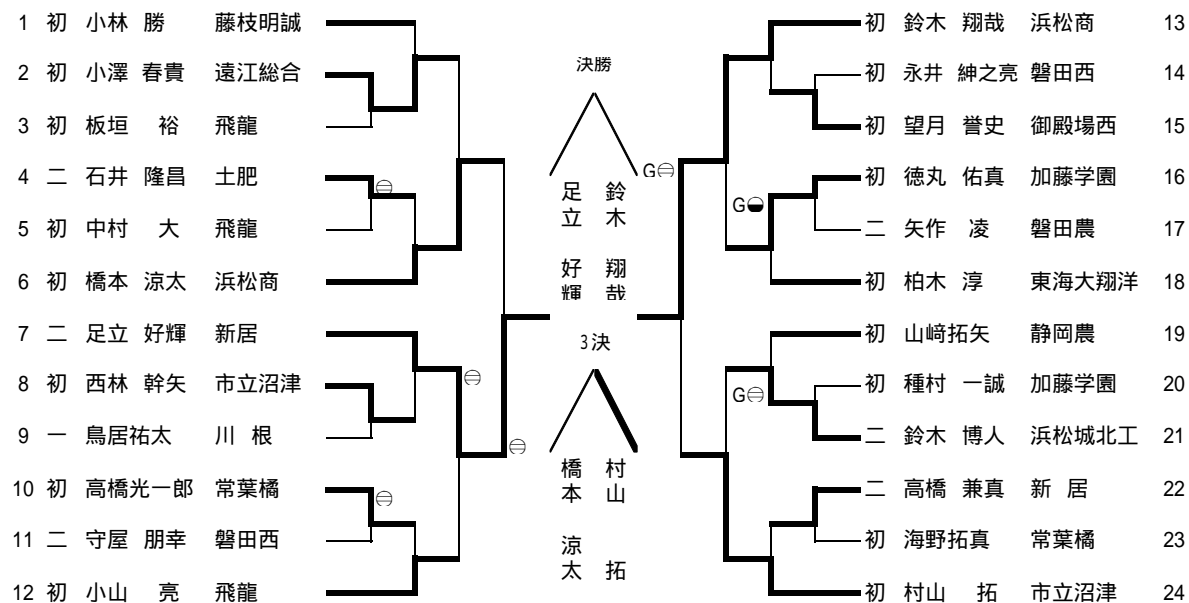 1 初 小林 勝 藤枝明誠
2 初 小澤 春貴 遠江総合
3 初 板垣 裕 飛龍
4 二 石井 隆昌 土肥
5 初 中村 大 飛龍
6 初 橋本 涼太 浜松商
7 二 足立 好輝 新居
8 初 西林 幹矢 市立沼津
9 一 鳥居祐太 川 根
10 初 高橋光一郎 常葉橘
11 二 守屋 朋幸 磐田西
12 初 小山 亮 飛龍
決勝
足立 好輝
鈴木 翔哉
3決
橋本 涼太
村山 拓
G
G
G
初 鈴木 翔哉 浜松商 13
初 永井 紳之亮 磐田西 14
初 望月 誉史 御殿場西 15
初 徳丸 佑真 加藤学園 16
二 矢作 凌 磐田農 17
初 柏木 淳 東海大翔洋 18
初 山﨑拓矢 静岡農 19
初 種村 一誠 加藤学園 20
二 鈴木 博人 浜松城北工 21
二 高橋 兼真 新 居 22
初 海野拓真 常葉橘 23
初 村山 拓 市立沼津 24